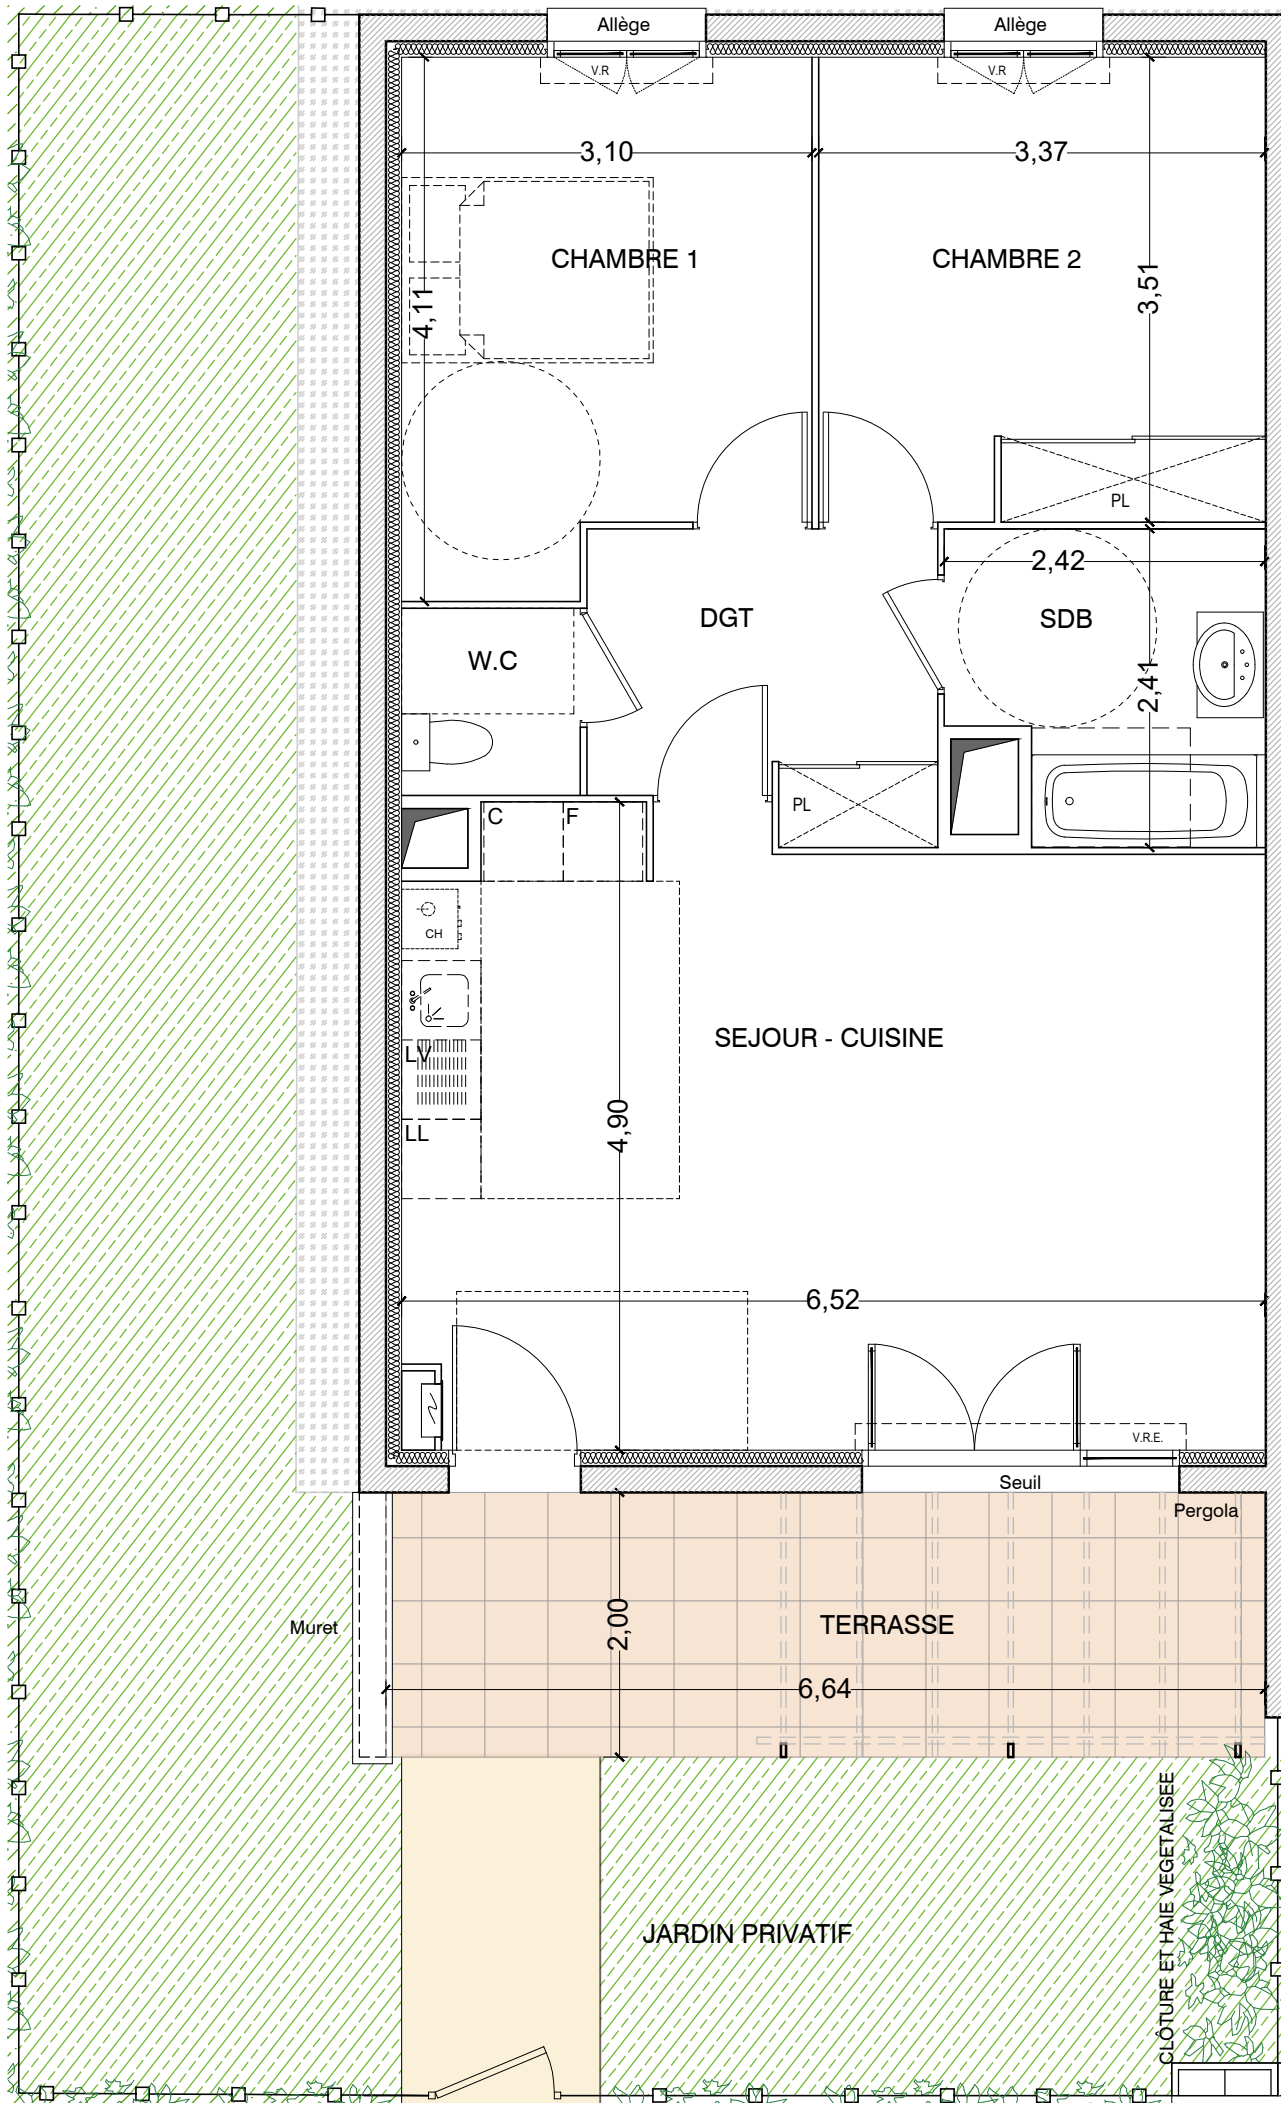 Allège
Allège
V.R
V.R
3,10
3,37
CHAMBRE 1
CHAMBRE 2
4,11
3,51
PL
2,42
DGT
SDB
W.C
2,41
PL
C
F
CH
SEJOUR - CUISINE
LV
4,90
LL
6,52
V.R.E.
Seuil
Pergola
Muret
2,00
TERRASSE
6,64
CLÔTURE ET HAIE VEGETALISEE
JARDIN PRIVATIF